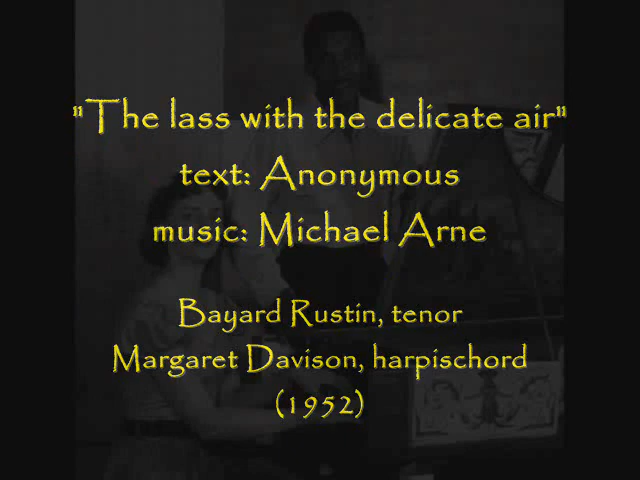 "The lass with the delicate air"
text: Anonymous
music: Michael Arne
Bayard Rustin, tenor
Margaret Davison, harpischord
(1952)